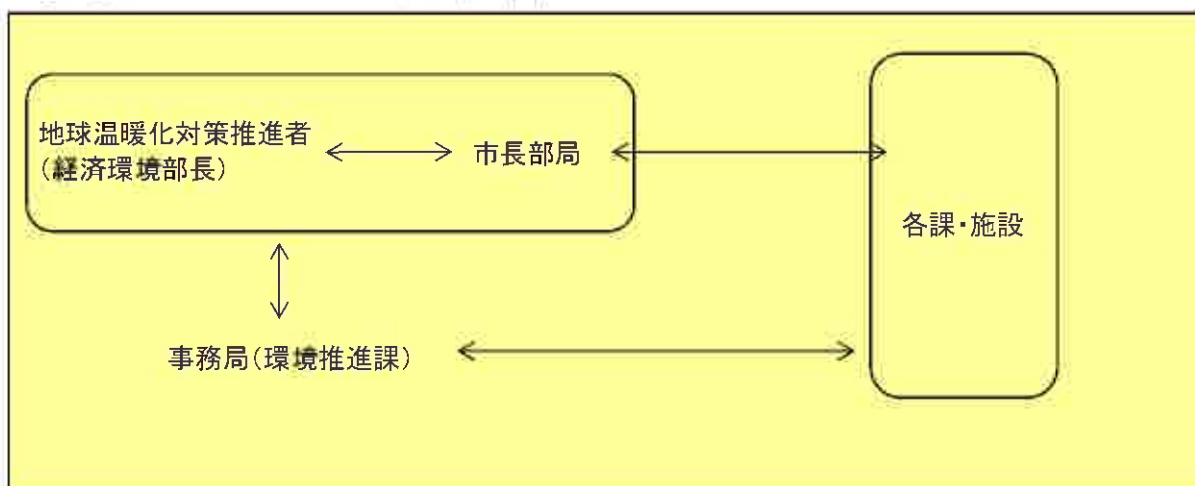 地球温暖化対策推進者
(経済環境部長)
市長部局
各課・施設
事務局(環境推進課)